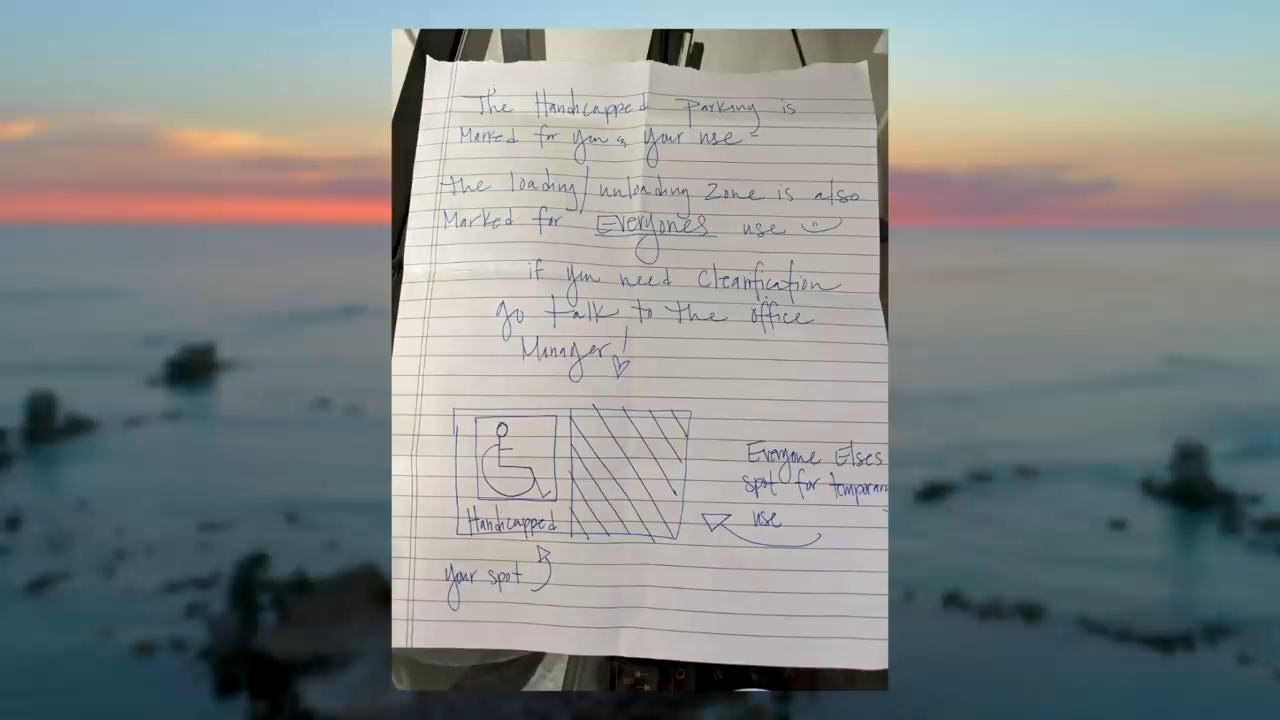 The Handicapped Parking is
Marked for you & your use -
the loading/unloading zone is also
Marked for Everyones use
if you need Clearification
go talk to the office
Manager!
Everyone Elses
spot for temporary
use
Handicapped
your spot